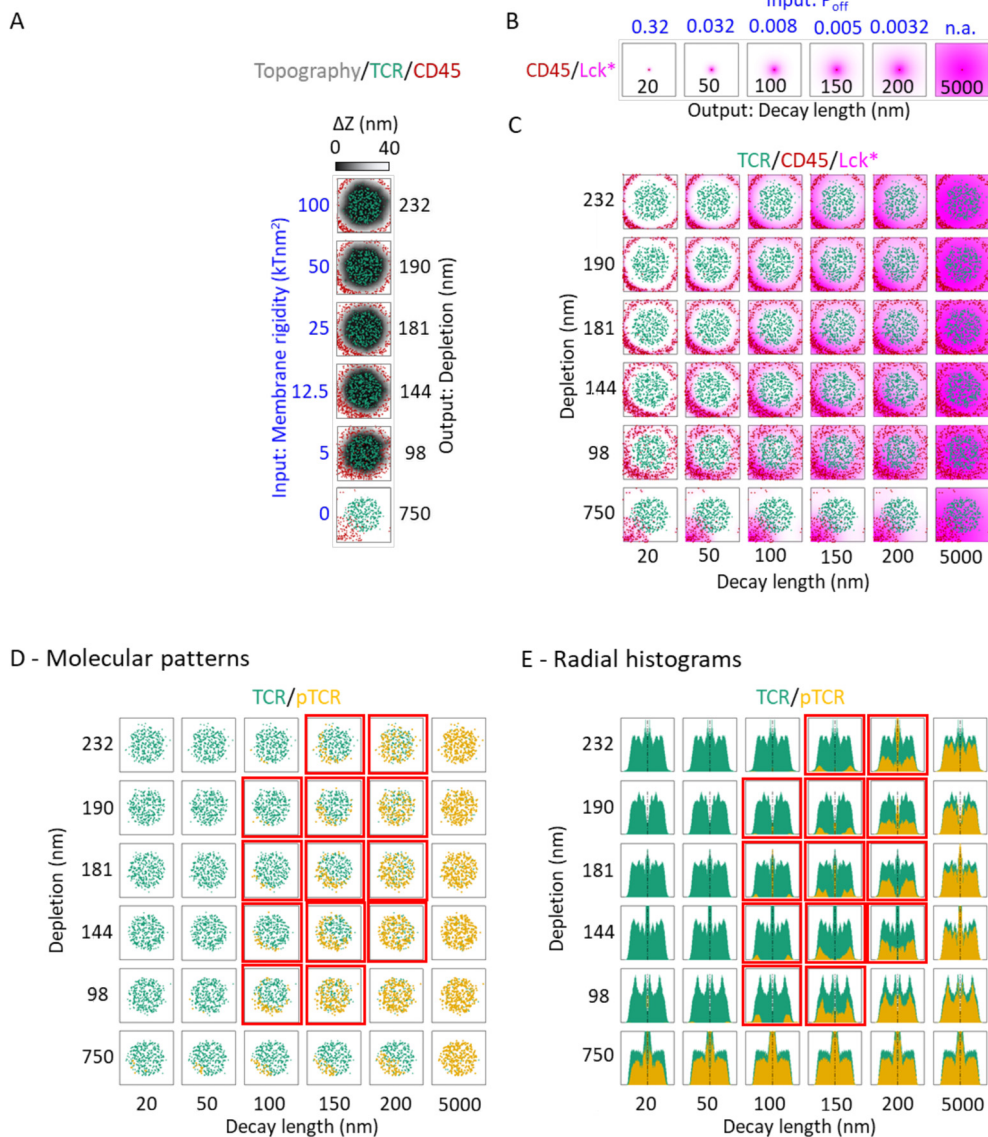 A
Topography/TCR/CD45
ΔZ (nm)
0 40
Input: Membrane rigidity (kTnm²)
100
50
25
12.5
5
0
232
190
181
144
98
750
Output: Depletion (nm)
B
Input: P_off
0.32 0.032 0.008 0.005 0.0032 n.a.
CD45/Lck*
20 50 100 150 200 5000
Output: Decay length (nm)
C
TCR/CD45/Lck*
Depletion (nm)
232
190
181
144
98
750
20 50 100 150 200 5000
Decay length (nm)
D - Molecular patterns
TCR/pTCR
Depletion (nm)
232
190
181
144
98
750
20 50 100 150 200 5000
Decay length (nm)
E - Radial histograms
TCR/pTCR
Depletion (nm)
232
190
181
144
98
750
20 50 100 150 200 5000
Decay length (nm)